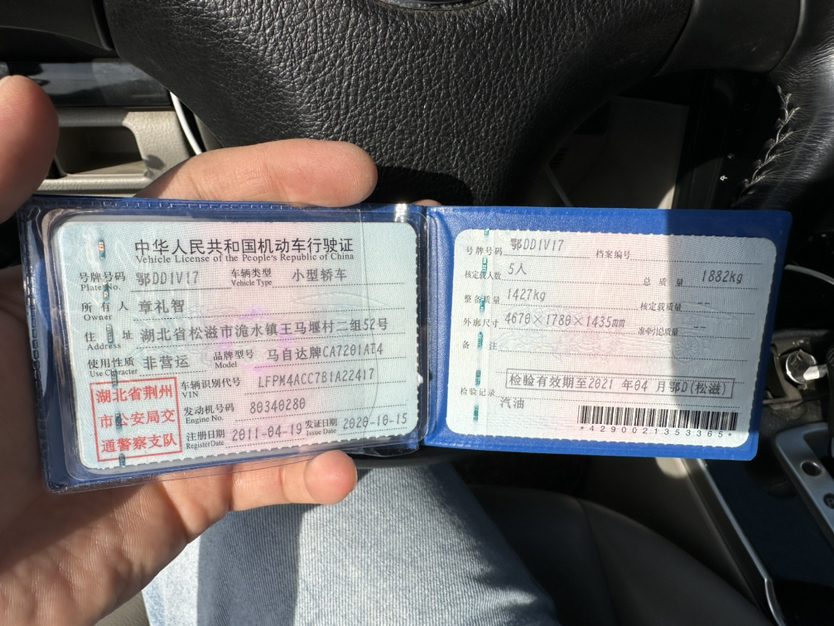 中华人民共和国机动车行驶证
Vehicle License of the People's Republic of China
号牌号码 鄂DD1V17 车辆类型 小型轿车
Plate No. Vehicle Type
所有人 章礼智
Owner
住址 湖北省松滋市洈水镇王马堰村二组52号
Address
使用性质 非营运 品牌型号 马自达牌CA7201AT4
Use Character Model
湖北省荆州
市公安局交
通警察支队
车辆识别代号 LFPM4ACC7B1A22417
VIN
发动机号码 80340280
Engine No.
注册日期 2011-04-19 发证日期 2020-10-15
Register Date Issue Date
号牌号码 鄂DD1V17 档案编号
核定载人数 5人 总质量 1882kg
整备质量 1427kg 核定载质量 --
外廓尺寸 4670×1780×1435mm 准牵引总质量 --
备注
检验有效期至2021年04月鄂D(松滋)
检验记录
汽油
*4290021353365*